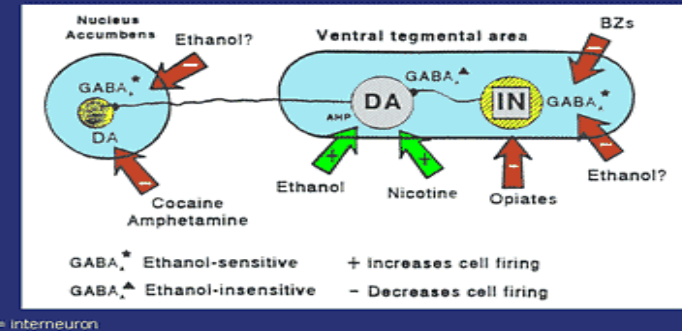 Nucleus
Accumbens
Ethanol?
Ventral tegmental area
BZs
GABA *
DA
AHP
DA
GABA ▲
IN
GABA *
+
Ethanol
+
Nicotine
-
Opiates
-
Ethanol?
-
-
-
Cocaine
Amphetamine
GABA * Ethanol-sensitive
+ Increases cell firing
GABA ▲ Ethanol-insensitive
- Decreases cell firing
= interneuron